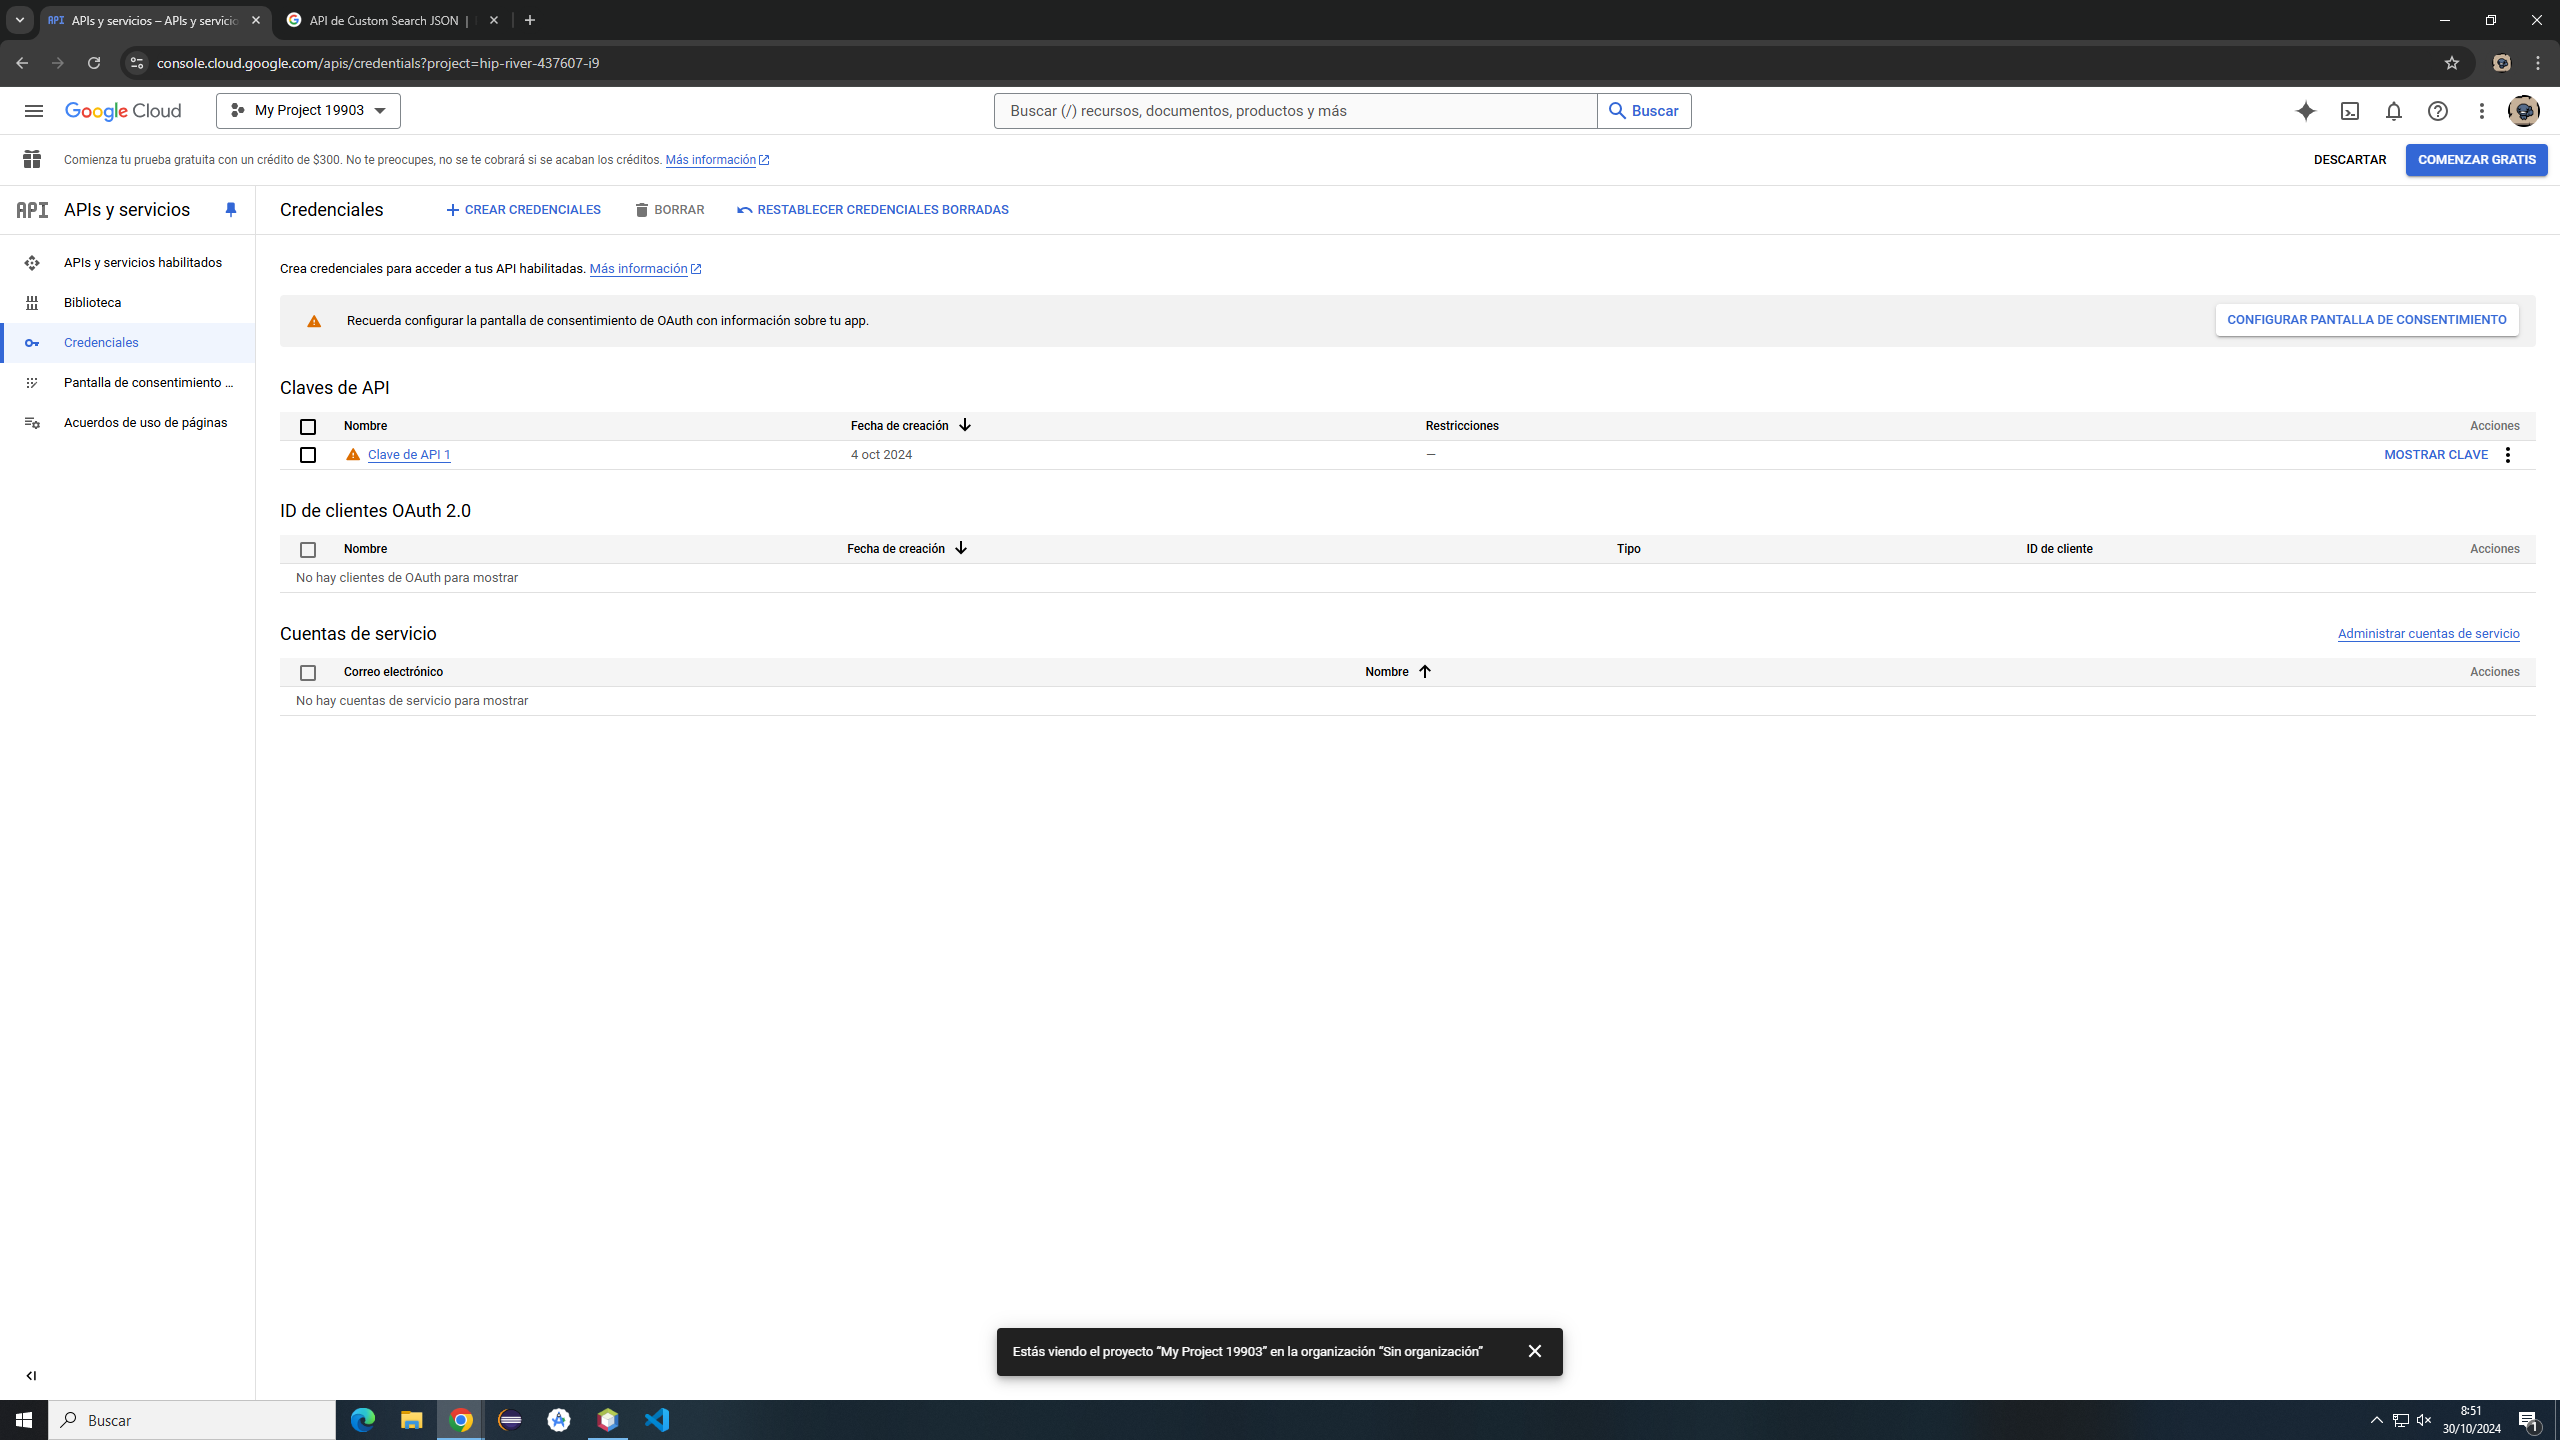 API APIs y servicios – APIs y servicio
API de Custom Search JSON |
console.cloud.google.com/apis/credentials?project=hip-river-437607-i9
Google Cloud
My Project 19903
Buscar (/) recursos, documentos, productos y más
Buscar
Comienza tu prueba gratuita con un crédito de $300. No te preocupes, no se te cobrará si se acaban los créditos. Más información
DESCARTAR
COMENZAR GRATIS
API APIs y servicios
Credenciales
CREAR CREDENCIALES
BORRAR
RESTABLECER CREDENCIALES BORRADAS
APIs y servicios habilitados
Biblioteca
Credenciales
Pantalla de consentimiento ...
Acuerdos de uso de páginas
Crea credenciales para acceder a tus API habilitadas. Más información
Recuerda configurar la pantalla de consentimiento de OAuth con información sobre tu app.
CONFIGURAR PANTALLA DE CONSENTIMIENTO
Claves de API
Nombre Fecha de creación Restricciones Acciones
Clave de API 1 4 oct 2024 — MOSTRAR CLAVE
ID de clientes OAuth 2.0
Nombre Fecha de creación Tipo ID de cliente Acciones
No hay clientes de OAuth para mostrar
Cuentas de servicio
Administrar cuentas de servicio
Correo electrónico Nombre Acciones
No hay cuentas de servicio para mostrar
Estás viendo el proyecto “My Project 19903” en la organización “Sin organización”
Buscar
8:51
30/10/2024
1